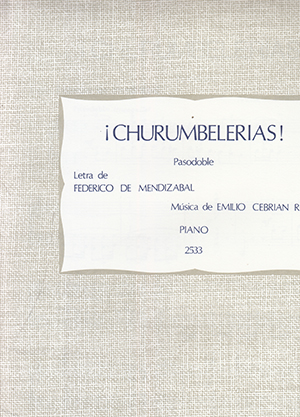 ¡CHURUMBELERIAS!
Pasodoble
Letra de
FEDERICO DE MENDIZABAL
Música de EMILIO CEBRIAN R
PIANO
2533